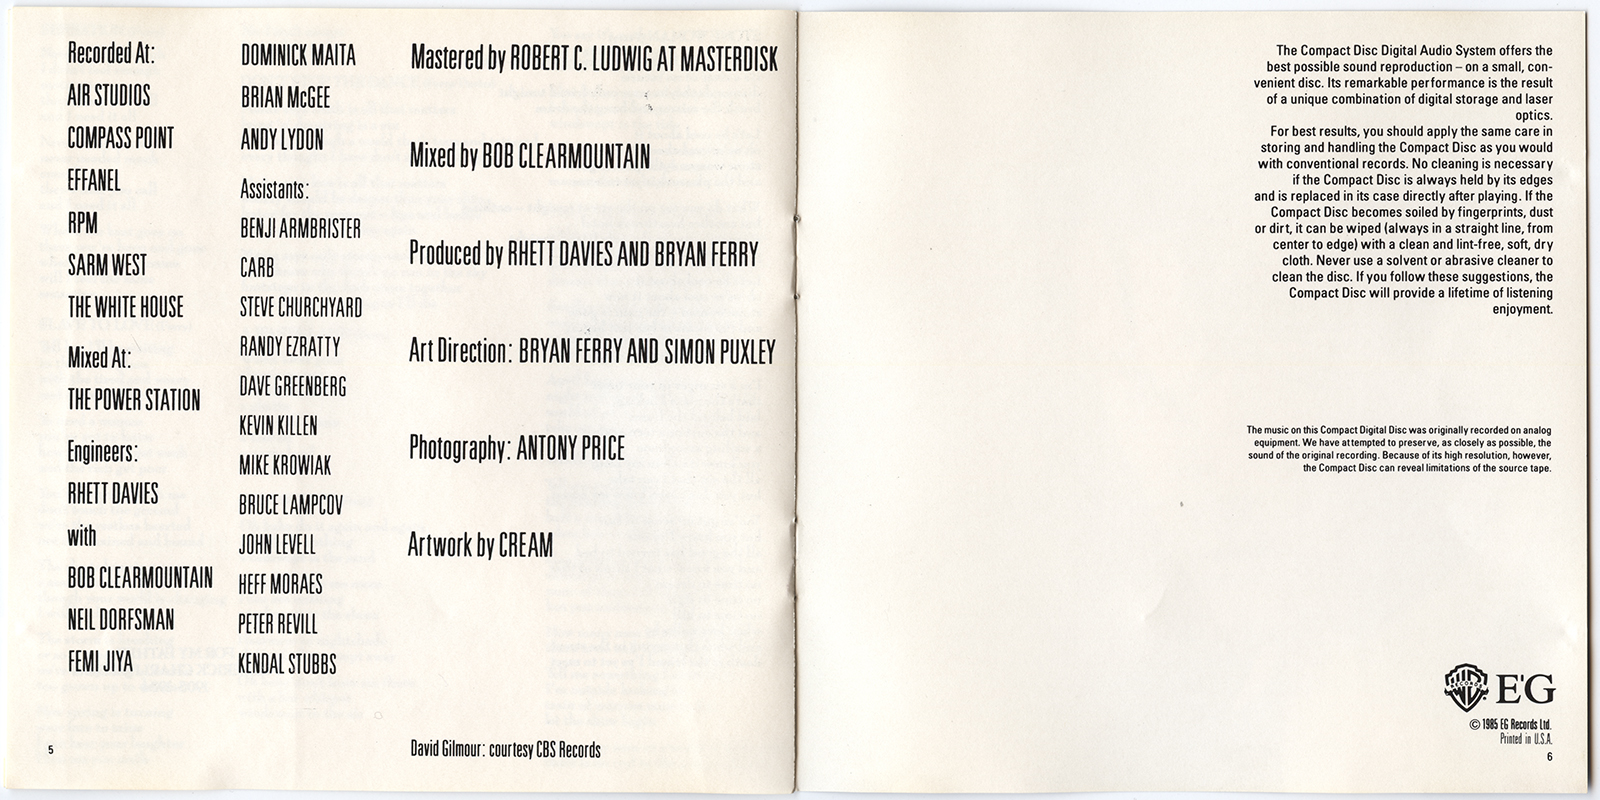 Recorded At:
AIR STUDIOS
COMPASS POINT
EFFANEL
RPM
SARM WEST
THE WHITE HOUSE
Mixed At:
THE POWER STATION
Engineers:
RHETT DAVIES
with
BOB CLEARMOUNTAIN
NEIL DORFSMAN
FEMI JIYA
5
DOMINICK MAITA
BRIAN McGEE
ANDY LYDON
Assistants:
BENJI ARMBRISTER
CARB
STEVE CHURCHYARD
RANDY EZRATTY
DAVE GREENBERG
KEVIN KILLEN
MIKE KROWIAK
BRUCE LAMPCOV
JOHN LEVELL
HEFF MORAES
PETER REVILL
KENDAL STUBBS
Mastered by ROBERT C. LUDWIG AT MASTERDISK
Mixed by BOB CLEARMOUNTAIN
Produced by RHETT DAVIES AND BRYAN FERRY
Art Direction: BRYAN FERRY AND SIMON PUXLEY
Photography: ANTONY PRICE
Artwork by CREAM
David Gilmour: courtesy CBS Records
The Compact Disc Digital Audio System offers the
best possible sound reproduction – on a small, con-
venient disc. Its remarkable performance is the result
of a unique combination of digital storage and laser
optics.
For best results, you should apply the same care in
storing and handling the Compact Disc as you would
with conventional records. No cleaning is necessary
if the Compact Disc is always held by its edges
and is replaced in its case directly after playing. If the
Compact Disc becomes soiled by fingerprints, dust
or dirt, it can be wiped (always in a straight line, from
center to edge) with a clean and lint-free, soft, dry
cloth. Never use a solvent or abrasive cleaner to
clean the disc. If you follow these suggestions, the
Compact Disc will provide a lifetime of listening
enjoyment.
The music on this Compact Digital Disc was originally recorded on analog
equipment. We have attempted to preserve, as closely as possible, the
sound of the original recording. Because of its high resolution, however,
the Compact Disc can reveal limitations of the source tape.
WB RECORDS E'G
© 1985 EG Records Ltd.
Printed in U.S.A.
6